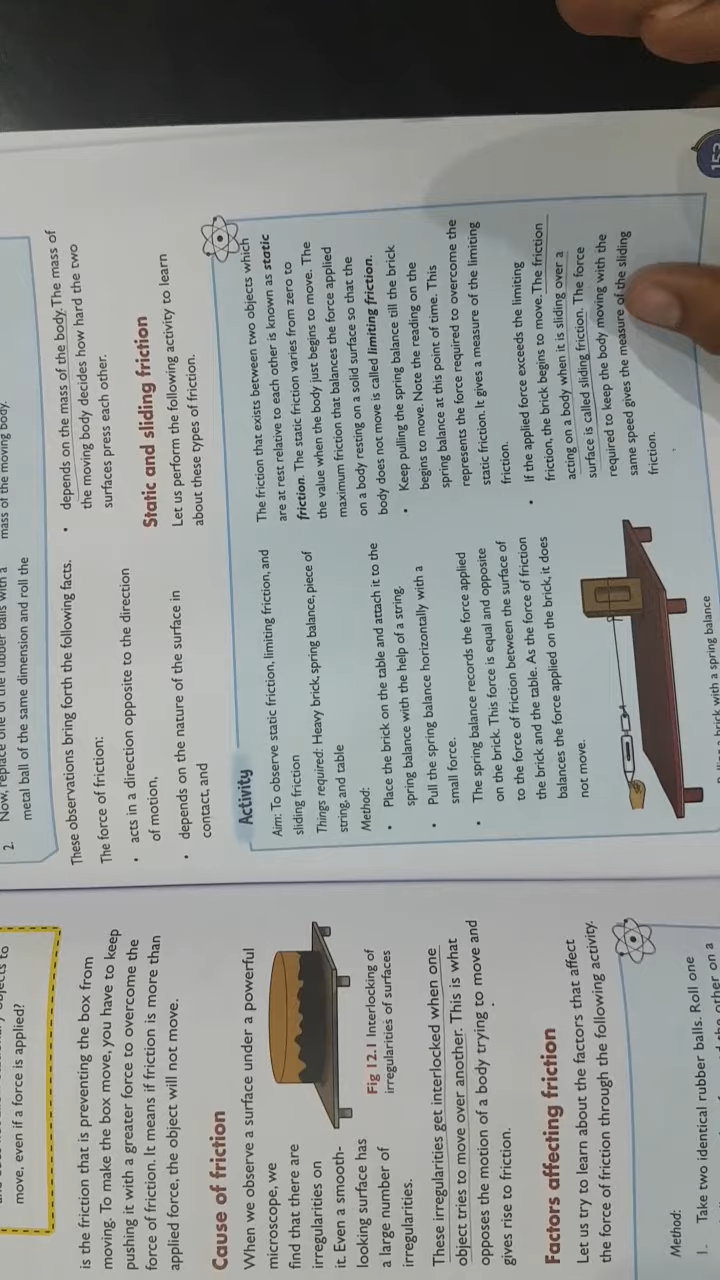 move, even if a force is applied?
is the friction that is preventing the box from
moving. To make the box move, you have to keep
pushing it with a greater force to overcome the
force of friction. It means if friction is more than
applied force, the object will not move.
Cause of friction
When we observe a surface under a powerful
microscope, we
find that there are
irregularities on
it. Even a smooth-
looking surface has
a large number of
irregularities.
Fig 12.1 Interlocking of
irregularities of surfaces
These irregularities get interlocked when one
object tries to move over another. This is what
opposes the motion of a body trying to move and
gives rise to friction.
Factors affecting friction
Let us try to learn about the factors that affect
the force of friction through the following activity.
Method:
1. Take two identical rubber balls. Roll one
the other on a
2. Now, replace one of the rubber balls with a
metal ball of the same dimension and roll the
mass of the moving body.
These observations bring forth the following facts.
The force of friction:
• acts in a direction opposite to the direction
of motion,
• depends on the nature of the surface in
contact, and
• depends on the mass of the body. The mass of
the moving body decides how hard the two
surfaces press each other.
Static and sliding friction
Let us perform the following activity to learn
about these types of friction.
Activity
Aim: To observe static friction, limiting friction, and
sliding friction
Things required: Heavy brick, spring balance, piece of
string, and table
Method:
• Place the brick on the table and attach it to the
spring balance with the help of a string.
• Pull the spring balance horizontally with a
small force.
• The spring balance records the force applied
on the brick. This force is equal and opposite
to the force of friction between the surface of
the brick and the table. As the force of friction
balances the force applied on the brick, it does
not move.
a brick with a spring balance
The friction that exists between two objects which
are at rest relative to each other is known as static
friction. The static friction varies from zero to
the value when the body just begins to move. The
maximum friction that balances the force applied
on a body resting on a solid surface so that the
body does not move is called limiting friction.
• Keep pulling the spring balance till the brick
begins to move. Note the reading on the
spring balance at this point of time. This
represents the force required to overcome the
static friction. It gives a measure of the limiting
friction.
• If the applied force exceeds the limiting
friction, the brick begins to move. The friction
acting on a body when it is sliding over a
surface is called sliding friction. The force
required to keep the body moving with the
same speed gives the measure of the sliding
friction.